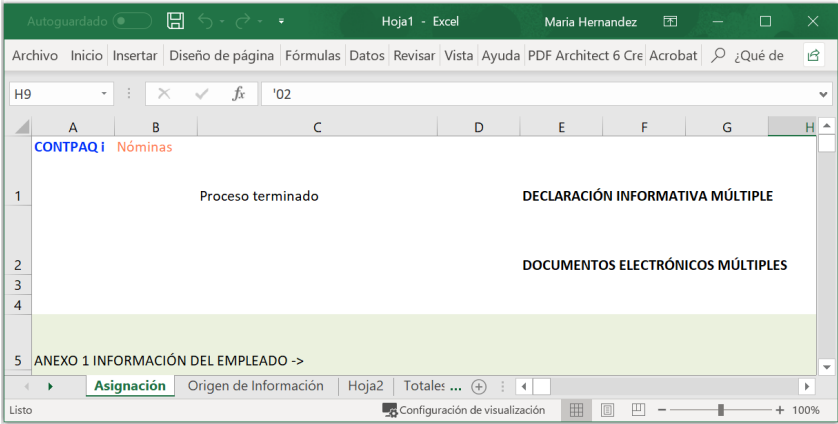 Autoguardado
Hoja1 - Excel
Maria Hernandez
Archivo Inicio Insertar Diseño de página Fórmulas Datos Revisar Vista Ayuda PDF Architect 6 Cre Acrobat ¿Qué de
H9 fx '02
A B C D E F G H
CONTPAQ i Nóminas
1 Proceso terminado DECLARACIÓN INFORMATIVA MÚLTIPLE
2 DOCUMENTOS ELECTRÓNICOS MÚLTIPLES
3
4
5 ANEXO 1 INFORMACIÓN DEL EMPLEADO ->
Asignación Origen de Información Hoja2 Totales ...
Listo Configuración de visualización 100%